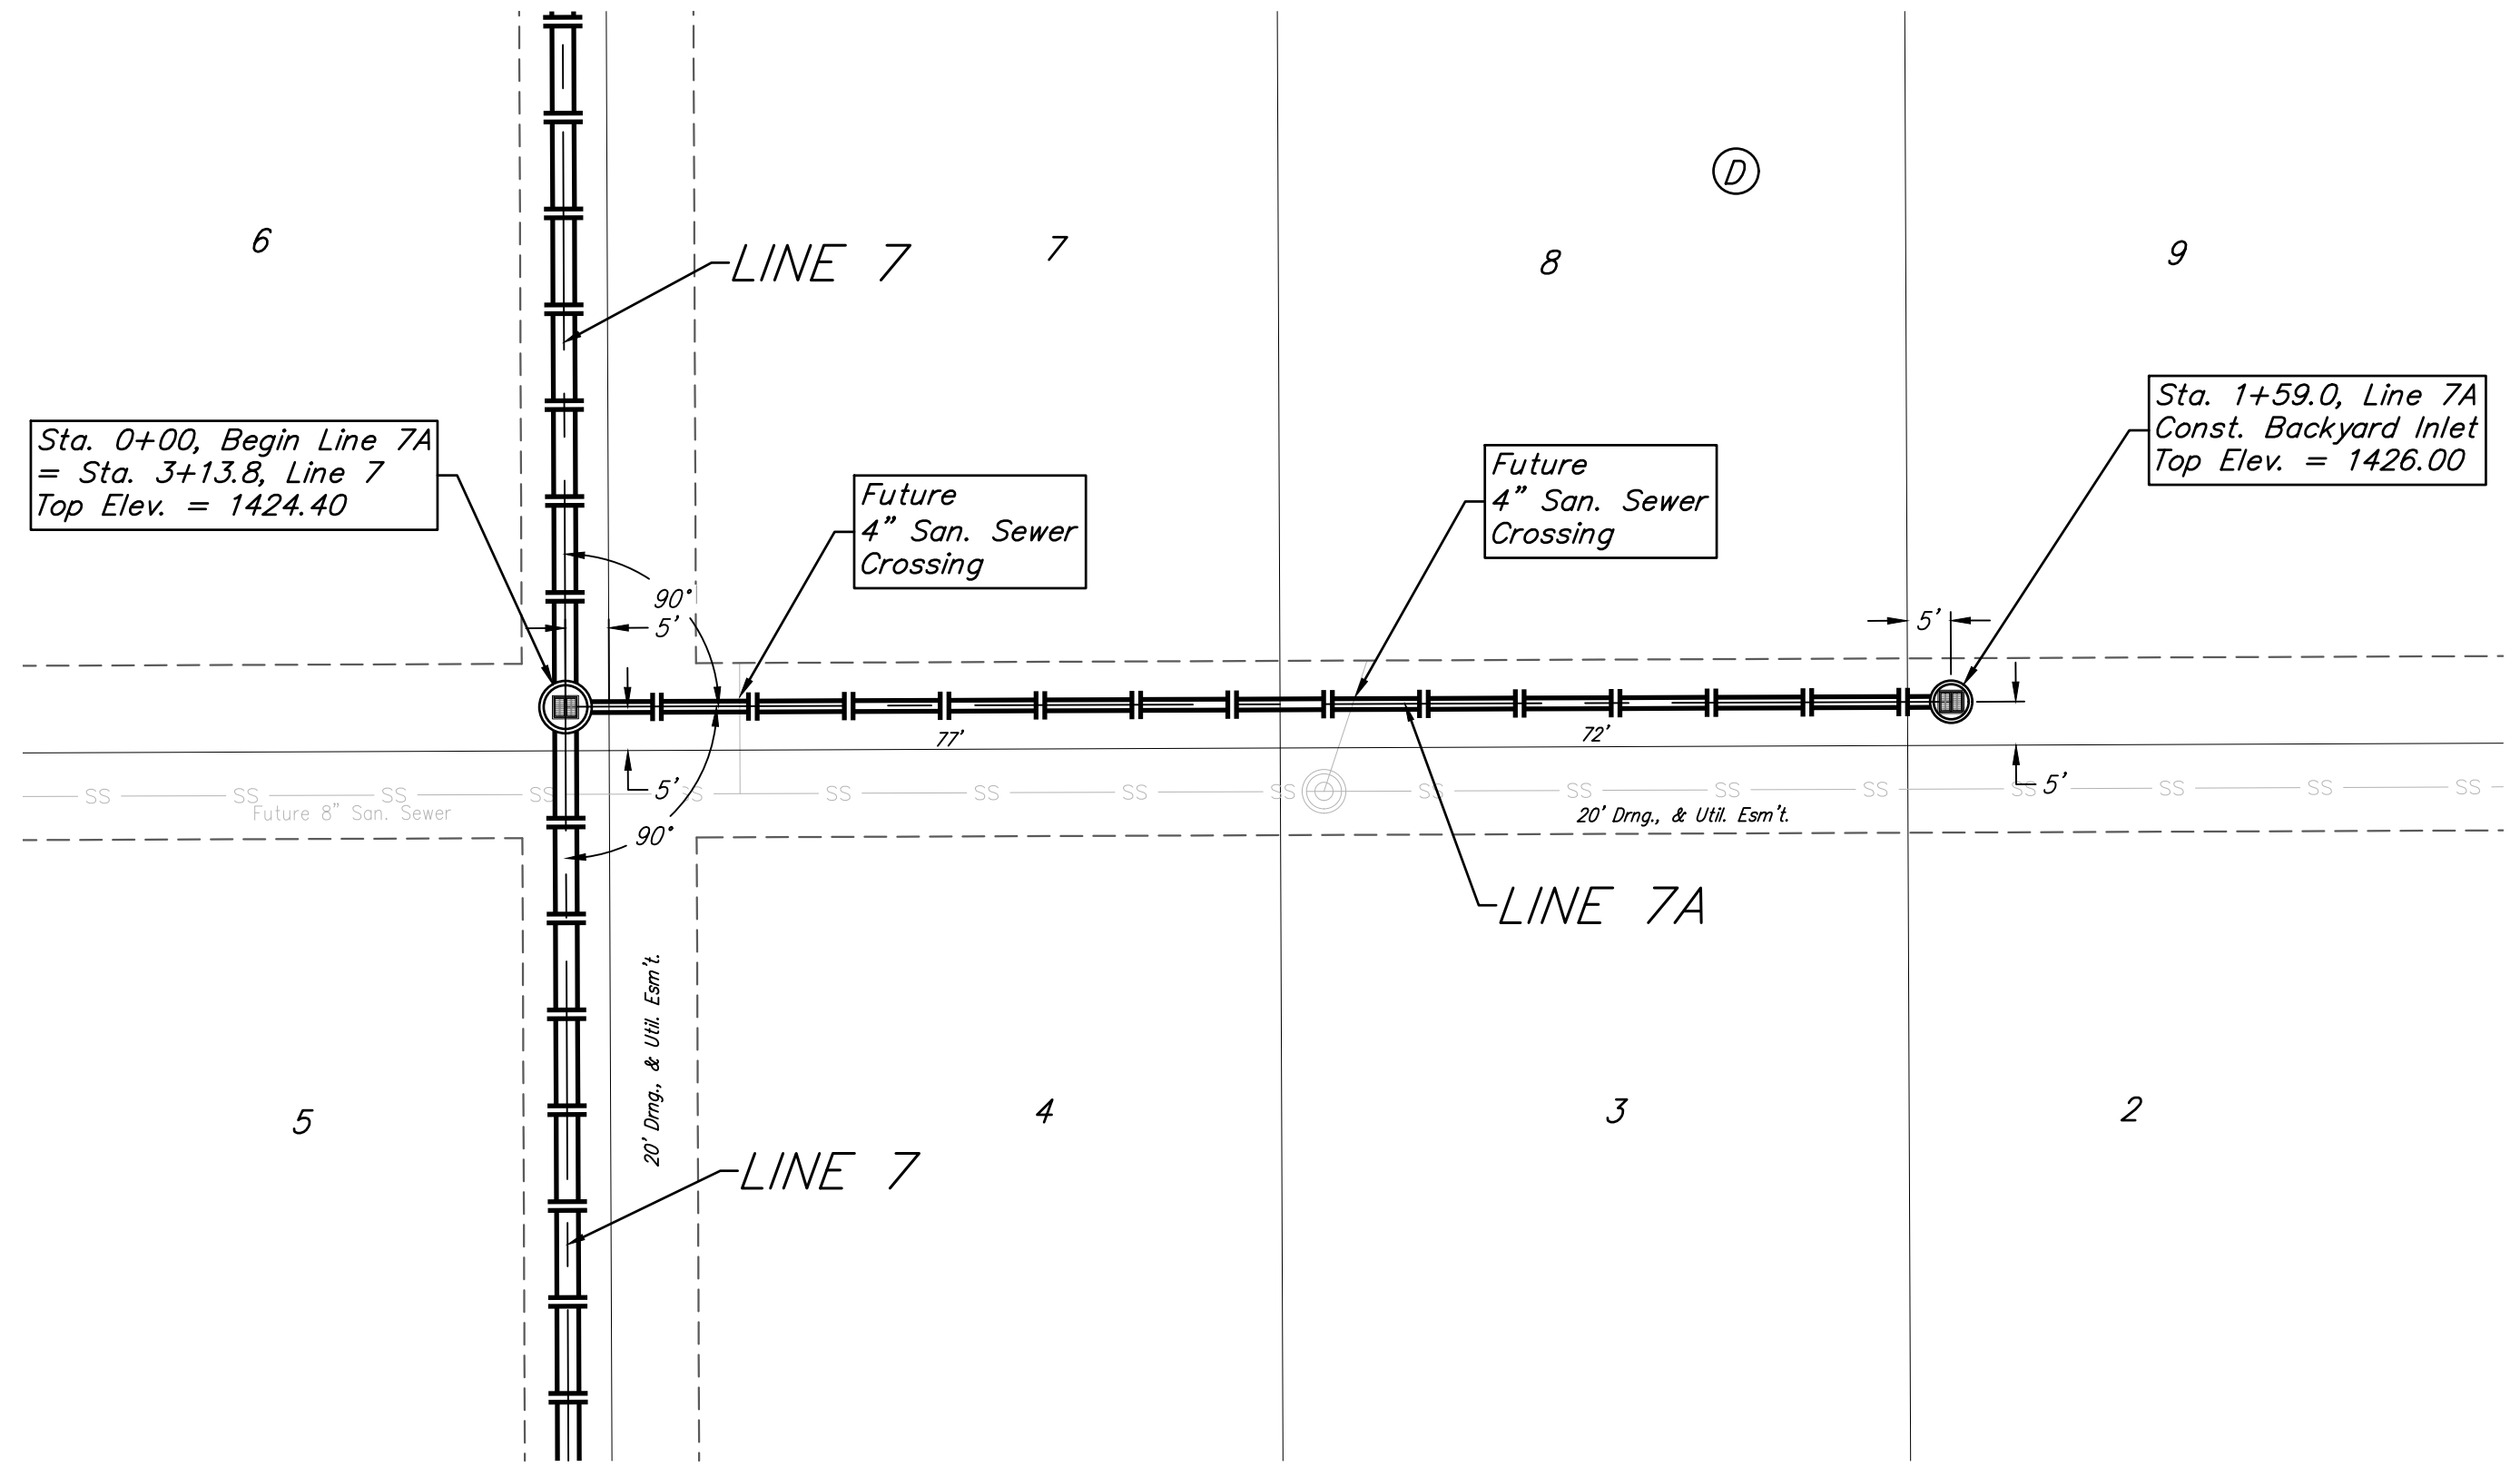 D
6
LINE 7
7
8
9
Sta. 1+59.0, Line 7A
Const. Backyard Inlet
Top Elev. = 1426.00
Sta. 0+00, Begin Line 7A
= Sta. 3+13.8, Line 7
Top Elev. = 1424.40
Future
4" San. Sewer
Crossing
Future
4" San. Sewer
Crossing
90°
5'
5'
77'
72'
5'
5'
SS SS SS SS SS SS SS SS SS SS SS SS SS SS SS SS SS
Future 8" San. Sewer
20' Drng., & Util. Esm't.
90°
LINE 7A
20' Drng., & Util. Esm't.
5
4
3
2
LINE 7